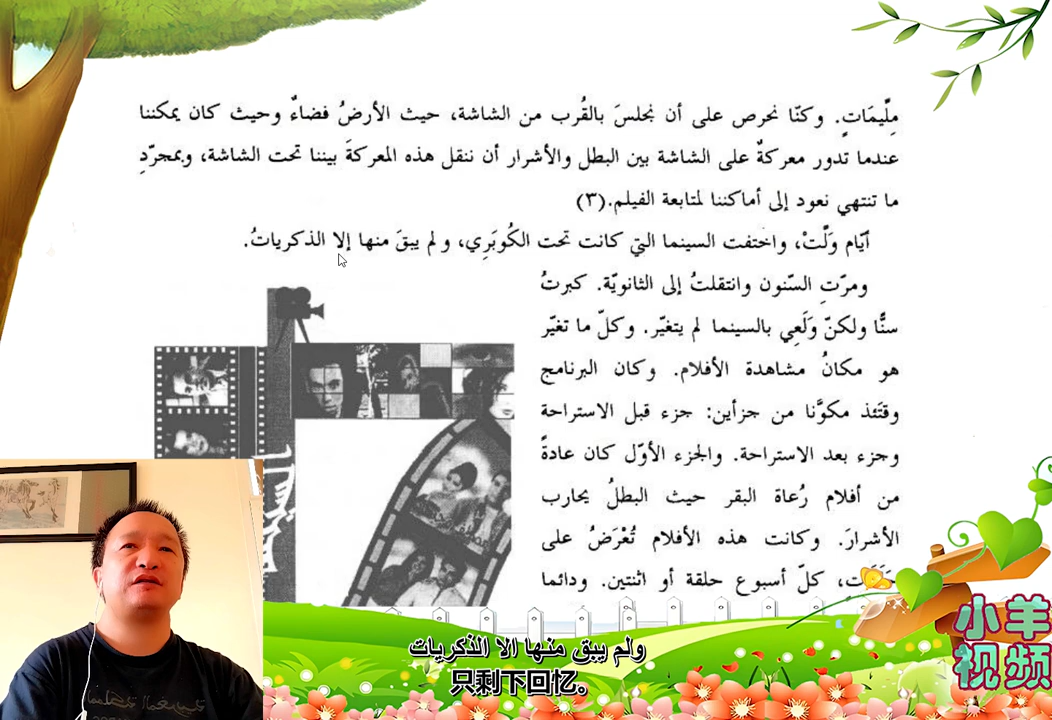 مِلِّيمَاتٍ. وكنّا نحرص على أن نجلسَ بالقُرب من الشاشة، حيث الأرضُ فضاءٌ وحيث كان يمكننا
عندما تدور معركةٌ على الشاشة بين البطل والأشرار أن ننقل هذه المعركةَ بيننا تحت الشاشة، وبمجرّدِ
ما تنتهي نعود إلى أماكننا لمتابعة الفيلم.(٣)
أيّام ولّتْ، واختفت السينما التي كانت تحت الكُوبَرِي، ولم يبقَ منها إلا الذكرياتُ.
ومرّتِ السّنون وانتقلتُ إلى الثانويّة. كبرتُ
سنًّا ولكنّ وَلَعِي بالسينما لم يتغيّر. وكلّ ما تغيّر
هو مكانُ مشاهدة الأفلام. وكان البرنامج
وقتَئذ مكوَّنا من جزأين: جزء قبل الاستراحة
وجزء بعد الاستراحة. والجزء الأوّل كان عادةً
من أفلام رُعاة البقر حيث البطلُ يحارب
الأشرارَ. وكانت هذه الأفلام تُعْرَضُ على
كلّ أسبوع حلقة أو اثنتين. ودائما
ولم يبق منها الا الذكريات
只剩下回忆。
小羊
视频